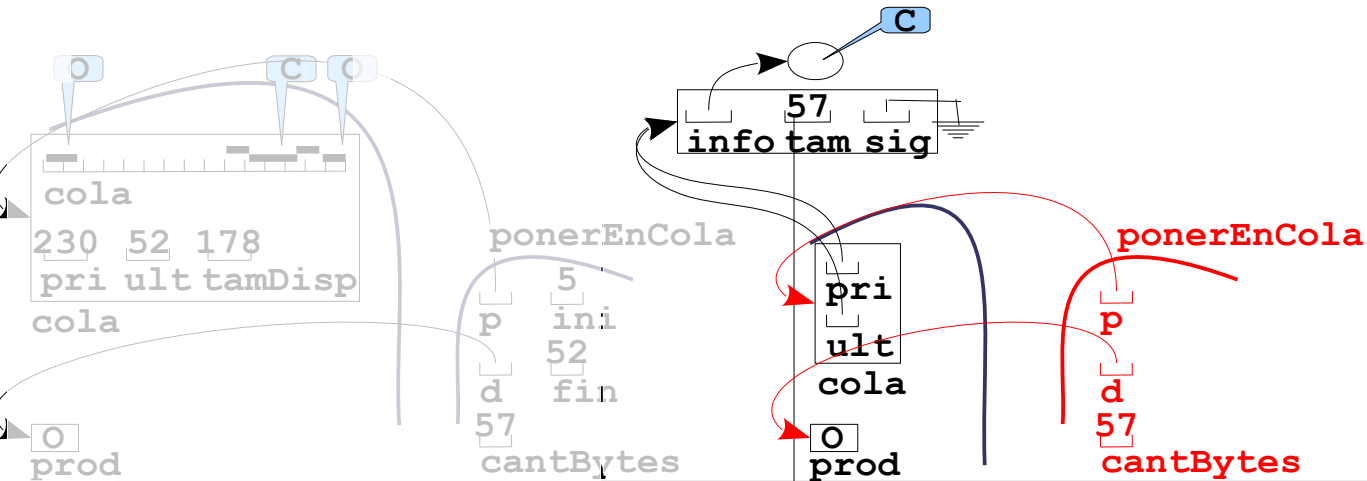 C
O C O
57
info tam sig
cola
230 52 178
pri ult tamDisp
cola
ponerEnCola
5
p ini
52
d fin
57
cantBytes
O
prod
pri
ult
cola
O
prod
ponerEnCola
p
d
57
cantBytes